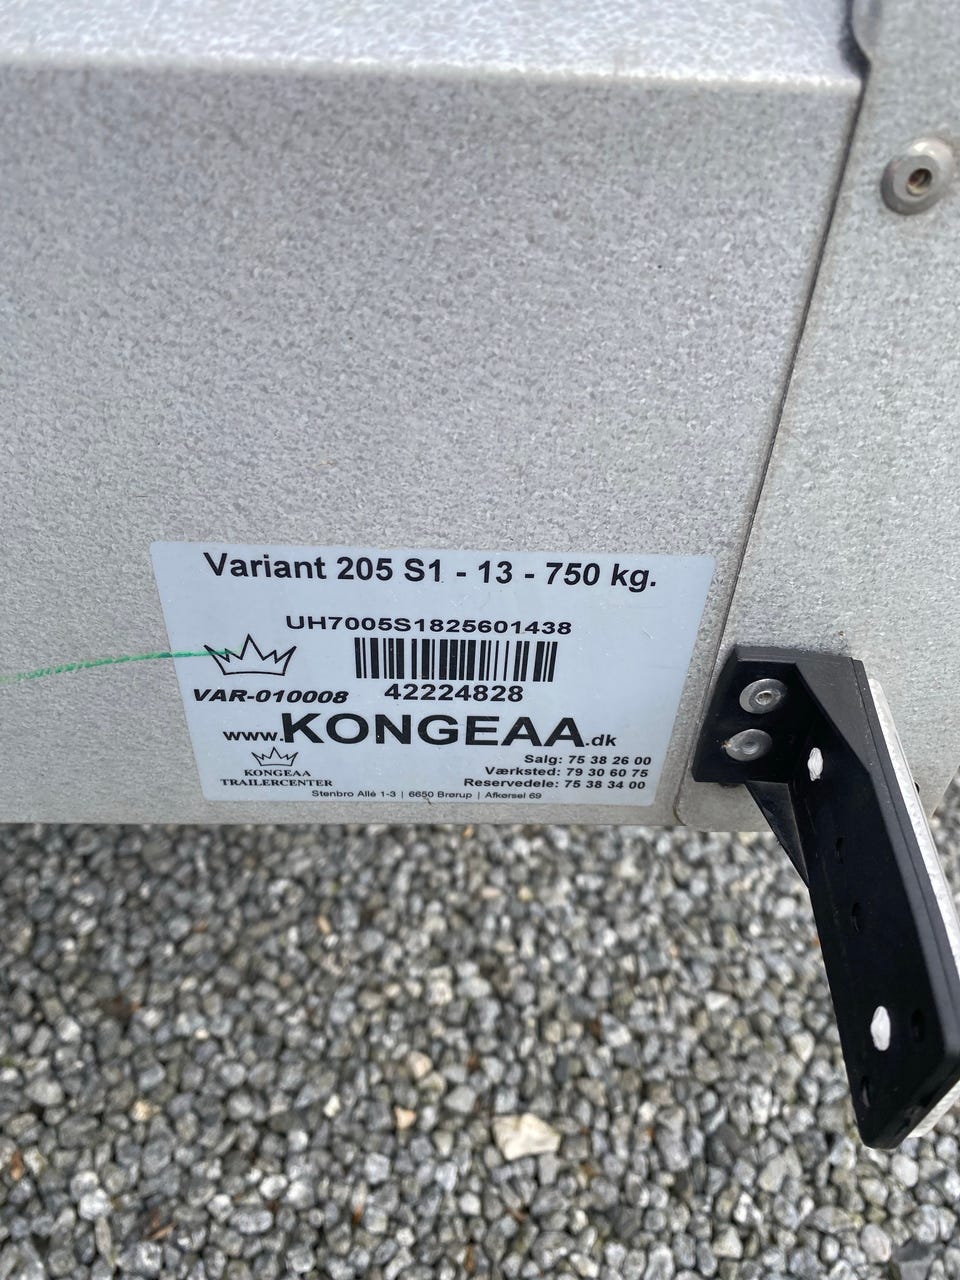 Variant 205 S1 - 13 - 750 kg.
UH7005S1825601438
42224828
VAR-010008
www.KONGEAA.dk
KONGEAA
TRAILERCENTER
Salg: 75 38 26 00
Værksted: 79 30 60 75
Reservedele: 75 38 34 00
Stenbro Allé 1-3 | 6650 Brørup | Afkørsel 69